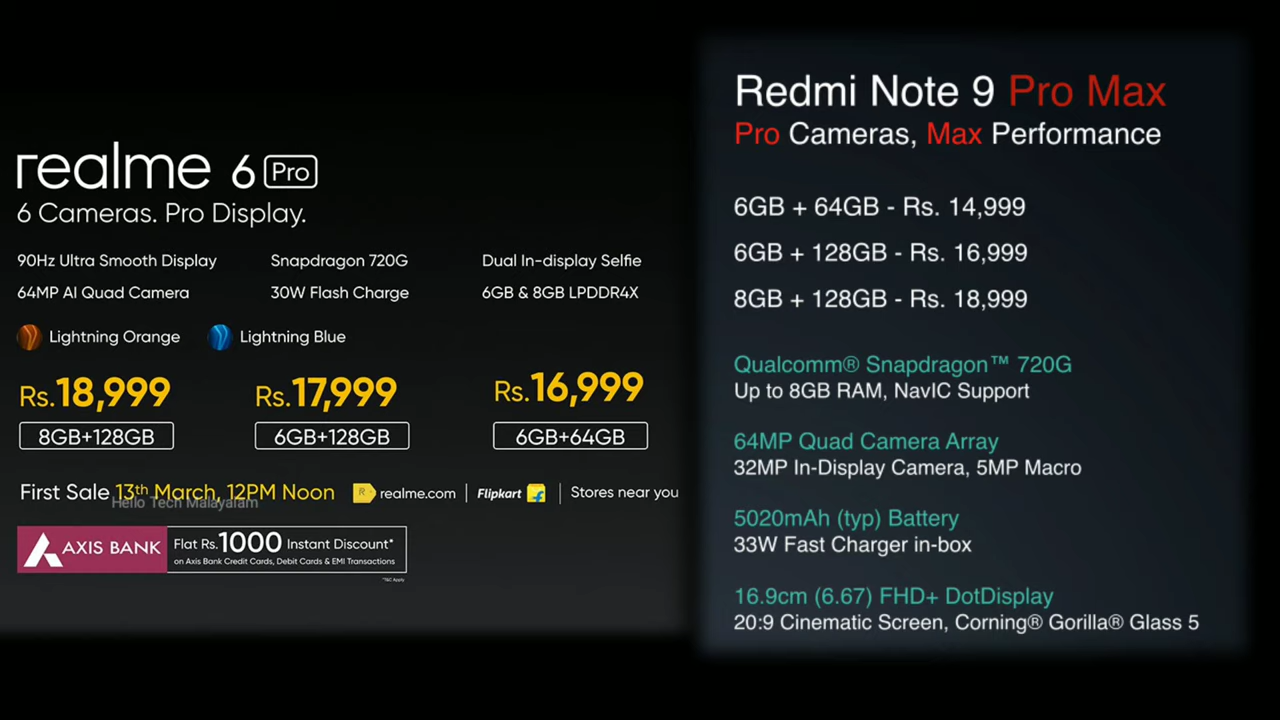 realme 6 Pro
6 Cameras. Pro Display.
90Hz Ultra Smooth Display
Snapdragon 720G
Dual In-display Selfie
64MP AI Quad Camera
30W Flash Charge
6GB & 8GB LPDDR4X
Lightning Orange
Lightning Blue
Rs.18,999
Rs.17,999
Rs.16,999
8GB+128GB
6GB+128GB
6GB+64GB
First Sale 13th March, 12PM Noon
realme.com | Flipkart | Stores near you
Hello Tech Malayalam
AXIS BANK
Flat Rs.1000 Instant Discount*
on Axis Bank Credit Cards, Debit Cards & EMI Transactions
*T&C Apply
Redmi Note 9 Pro Max
Pro Cameras, Max Performance
6GB + 64GB - Rs. 14,999
6GB + 128GB - Rs. 16,999
8GB + 128GB - Rs. 18,999
Qualcomm® Snapdragon™ 720G
Up to 8GB RAM, NavIC Support
64MP Quad Camera Array
32MP In-Display Camera, 5MP Macro
5020mAh (typ) Battery
33W Fast Charger in-box
16.9cm (6.67) FHD+ DotDisplay
20:9 Cinematic Screen, Corning® Gorilla® Glass 5